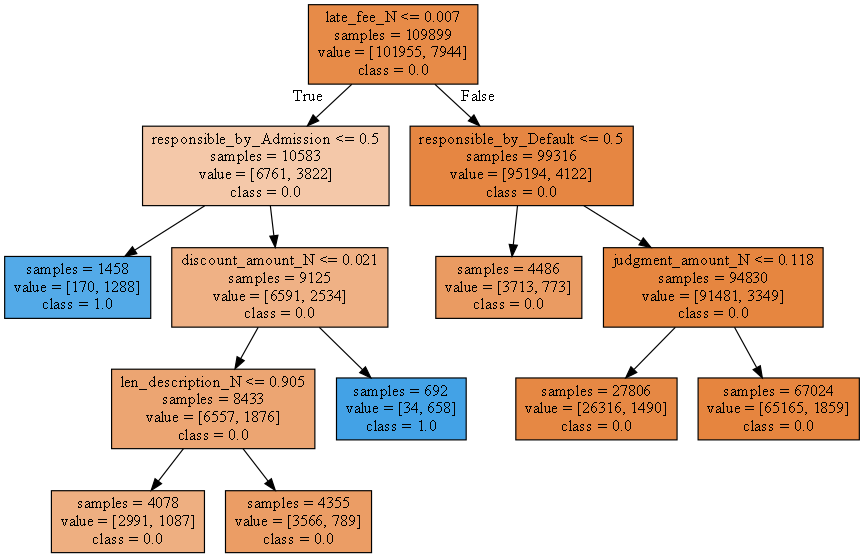 late_fee_N <= 0.007
samples = 109899
value = [101955, 7944]
class = 0.0
True
False
responsible_by_Admission <= 0.5
samples = 10583
value = [6761, 3822]
class = 0.0
responsible_by_Default <= 0.5
samples = 99316
value = [95194, 4122]
class = 0.0
samples = 1458
value = [170, 1288]
class = 1.0
discount_amount_N <= 0.021
samples = 9125
value = [6591, 2534]
class = 0.0
samples = 4486
value = [3713, 773]
class = 0.0
judgment_amount_N <= 0.118
samples = 94830
value = [91481, 3349]
class = 0.0
len_description_N <= 0.905
samples = 8433
value = [6557, 1876]
class = 0.0
samples = 692
value = [34, 658]
class = 1.0
samples = 27806
value = [26316, 1490]
class = 0.0
samples = 67024
value = [65165, 1859]
class = 0.0
samples = 4078
value = [2991, 1087]
class = 0.0
samples = 4355
value = [3566, 789]
class = 0.0